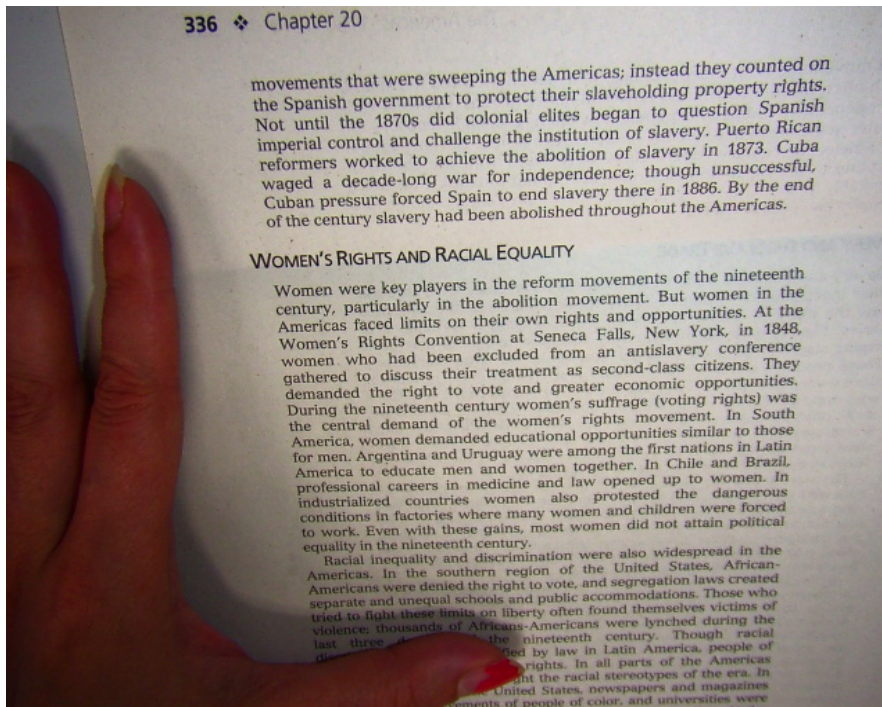 336 ❖ Chapter 20
movements that were sweeping the Americas; instead they counted on
the Spanish government to protect their slaveholding property rights.
Not until the 1870s did colonial elites began to question Spanish
imperial control and challenge the institution of slavery. Puerto Rican
reformers worked to achieve the abolition of slavery in 1873. Cuba
waged a decade-long war for independence; though unsuccessful,
Cuban pressure forced Spain to end slavery there in 1886. By the end
of the century slavery had been abolished throughout the Americas.
WOMEN'S RIGHTS AND RACIAL EQUALITY
Women were key players in the reform movements of the nineteenth
century, particularly in the abolition movement. But women in the
Americas faced limits on their own rights and opportunities. At the
Women's Rights Convention at Seneca Falls, New York, in 1848,
women who had been excluded from an antislavery conference
gathered to discuss their treatment as second-class citizens. They
demanded the right to vote and greater economic opportunities.
During the nineteenth century women's suffrage (voting rights) was
the central demand of the women's rights movement. In South
America, women demanded educational opportunities similar to those
for men. Argentina and Uruguay were among the first nations in Latin
America to educate men and women together. In Chile and Brazil,
professional careers in medicine and law opened up to women. In
industrialized countries women also protested the dangerous
conditions in factories where many women and children were forced
to work. Even with these gains, most women did not attain political
equality in the nineteenth century.
Racial inequality and discrimination were also widespread in the
Americas. In the southern region of the United States, African-
Americans were denied the right to vote, and segregation laws created
separate and unequal schools and public accommodations. Those who
tried to fight these limits on liberty often found themselves victims of
violence; thousands of Africans-Americans were lynched during the
last three the nineteenth century. Though racial
by law in Latin America, people of
rights. In all parts of the Americas
the racial stereotypes of the era. In
United States, newspapers and magazines
of people of color, and universities were